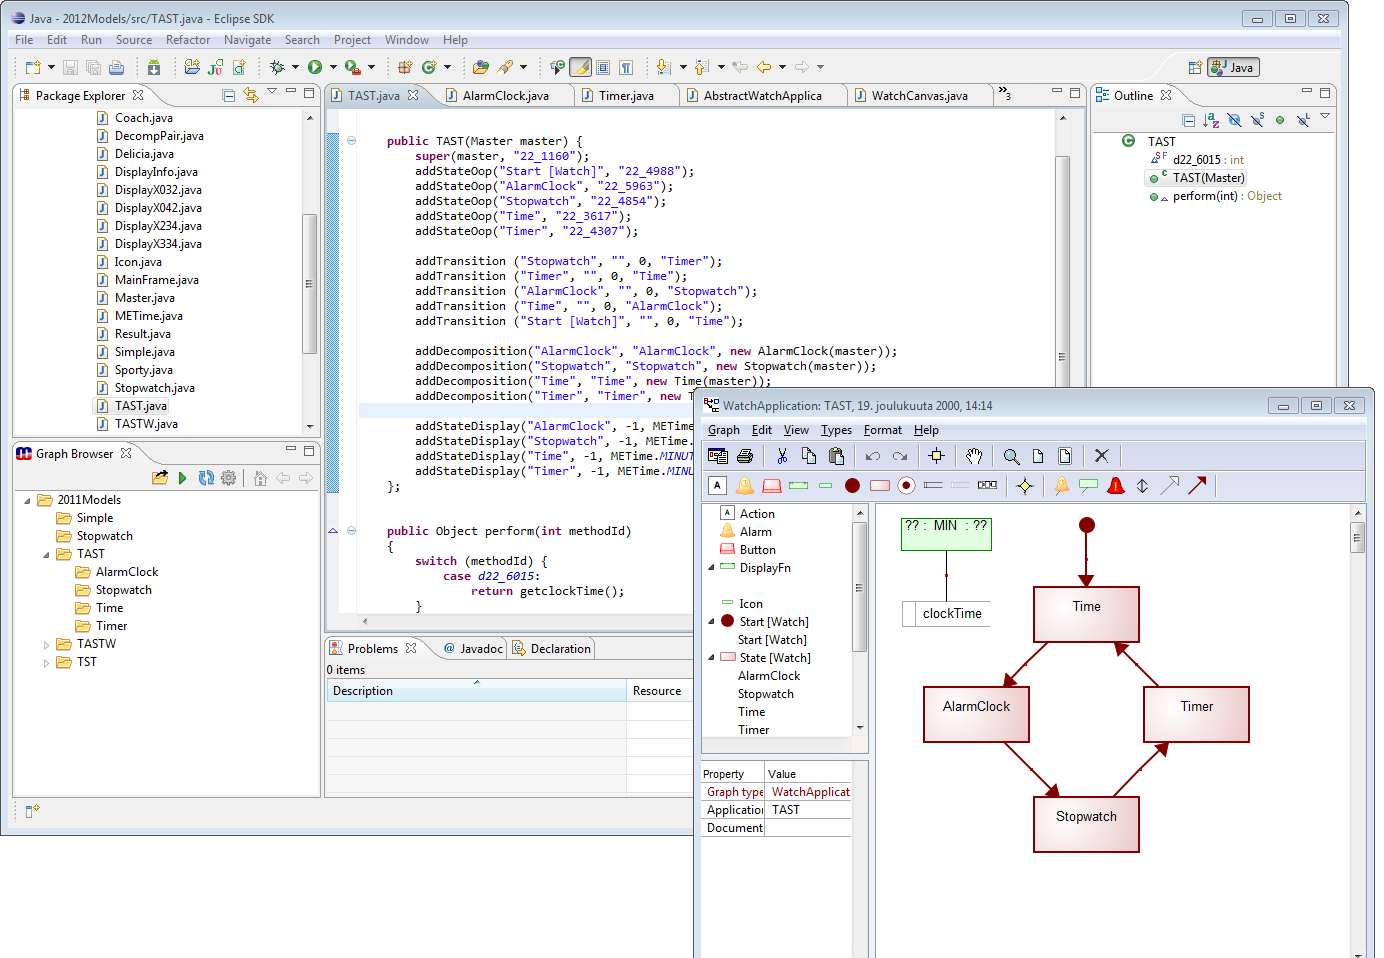 Java - 2012Models/src/TAST.java - Eclipse SDK
File Edit Run Source Refactor Navigate Search Project Window Help
Java
Package Explorer
Coach.java
DecompPair.java
Delicia.java
DisplayInfo.java
DisplayX032.java
DisplayX042.java
DisplayX234.java
DisplayX334.java
Icon.java
MainFrame.java
Master.java
METime.java
Result.java
Simple.java
Sporty.java
Stopwatch.java
TAST.java
TASTW.java
Graph Browser
2011Models
Simple
Stopwatch
TAST
AlarmClock
Stopwatch
Time
Timer
TASTW
TST
TAST.java AlarmClock.java Timer.java AbstractWatchApplica WatchCanvas.java »3
public TAST(Master master) {
super(master, "22_1160");
addStateOop("Start [Watch]", "22_4988");
addStateOop("AlarmClock", "22_5963");
addStateOop("Stopwatch", "22_4854");
addStateOop("Time", "22_3617");
addStateOop("Timer", "22_4307");
addTransition ("Stopwatch", "", 0, "Timer");
addTransition ("Timer", "", 0, "Time");
addTransition ("AlarmClock", "", 0, "Stopwatch");
addTransition ("Time", "", 0, "AlarmClock");
addTransition ("Start [Watch]", "", 0, "Time");
addDecomposition("AlarmClock", "AlarmClock", new AlarmClock(master));
addDecomposition("Stopwatch", "Stopwatch", new Stopwatch(master));
addDecomposition("Time", "Time", new Time(master));
addDecomposition("Timer", "Timer", new T
addStateDisplay("AlarmClock", -1, METime
addStateDisplay("Stopwatch", -1, METime.
addStateDisplay("Time", -1, METime.MINUT
addStateDisplay("Timer", -1, METime.MINU
};
public Object perform(int methodId)
{
switch (methodId) {
case d22_6015:
return getclockTime();
}
Problems @ Javadoc Declaration
0 items
Description Resource
Outline
TAST
d22_6015 : int
TAST(Master)
perform(int) : Object
WatchApplication: TAST, 19. joulukuuta 2000, 14:14
Graph Edit View Types Format Help
A Action
Alarm
Button
DisplayFn
Icon
Start [Watch]
Start [Watch]
State [Watch]
AlarmClock
Stopwatch
Time
Timer
Property Value
Graph type WatchApplicat
Application TAST
Document
?? : MIN : ??
clockTime
Time
AlarmClock
Timer
Stopwatch